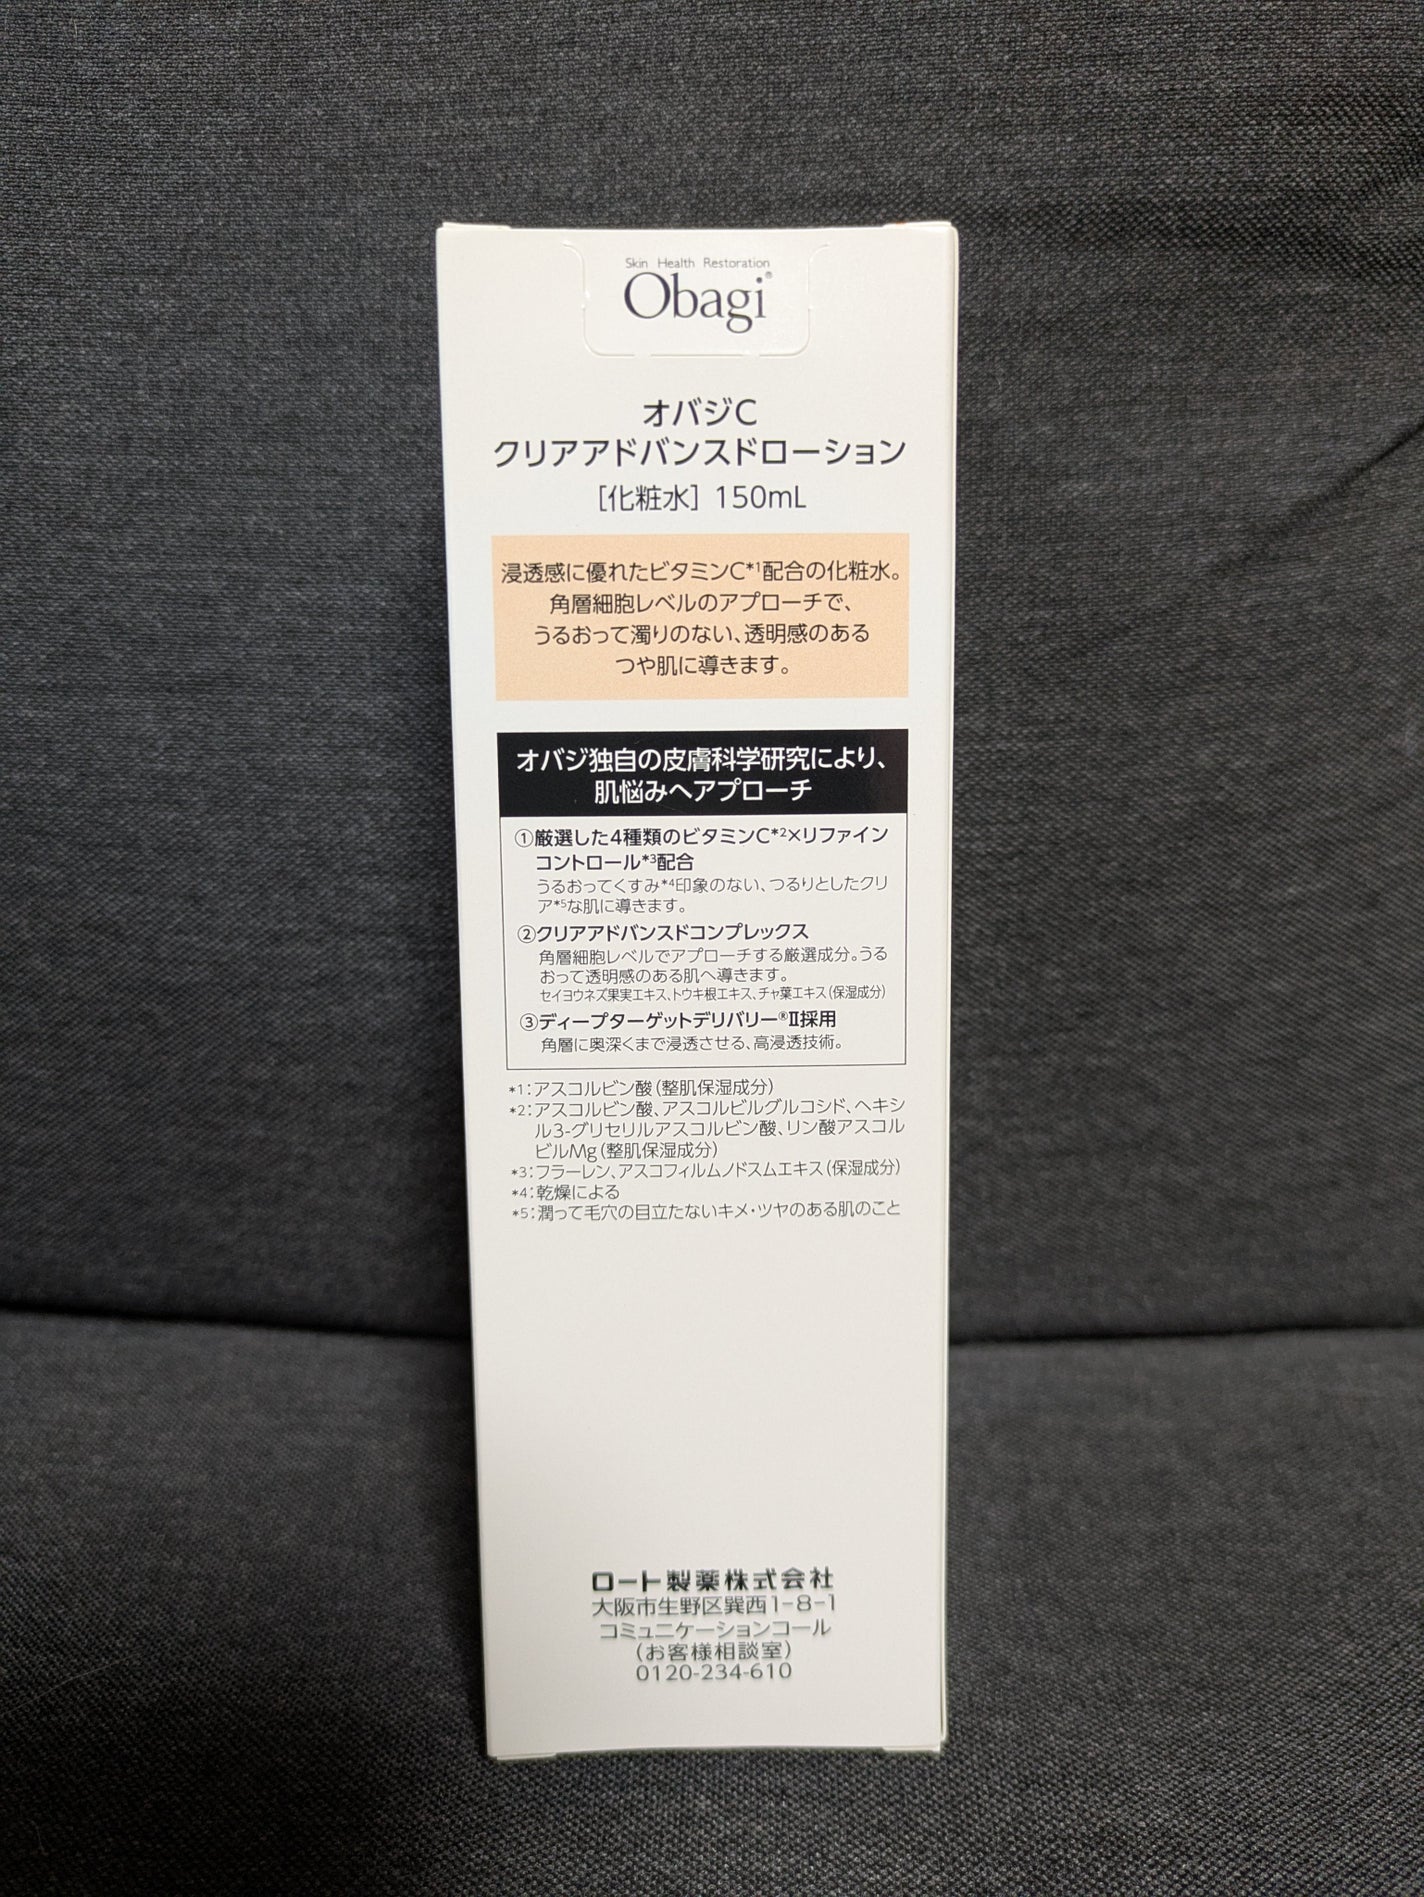 Skin Health Restoration
Obagi®
オバジC
クリアアドバンスドローション
［化粧水］150mL
浸透感に優れたビタミンC*1配合の化粧水。
角層細胞レベルのアプローチで、
うるおって濁りのない、透明感のある
つや肌に導きます。
オバジ独自の皮膚科学研究により、
肌悩みへアプローチ
①厳選した4種類のビタミンC*2×リファイン
コントロール*3配合
うるおってくすみ*4印象のない、つるりとしたクリ
ア*5な肌に導きます。
②クリアアドバンスドコンプレックス
角層細胞レベルでアプローチする厳選成分。うる
おって透明感のある肌へ導きます。
セイヨウネズ果実エキス、トウキ根エキス、チャ葉エキス（保湿成分）
③ディープターゲットデリバリー®Ⅱ採用
角層に奥深くまで浸透させる、高浸透技術。
*1：アスコルビン酸（整肌保湿成分）
*2：アスコルビン酸、アスコルビルグルコシド、ヘキシ
ル3-グリセリルアスコルビン酸、リン酸アスコル
ビルMg（整肌保湿成分）
*3：フラーレン、アスコフィルムノドスムエキス（保湿成分）
*4：乾燥による
*5：潤って毛穴の目立たないキメ・ツヤのある肌のこと
ロート製薬株式会社
大阪市生野区巽西1-8-1
コミュニケーションコール
（お客様相談室）
0120-234-610